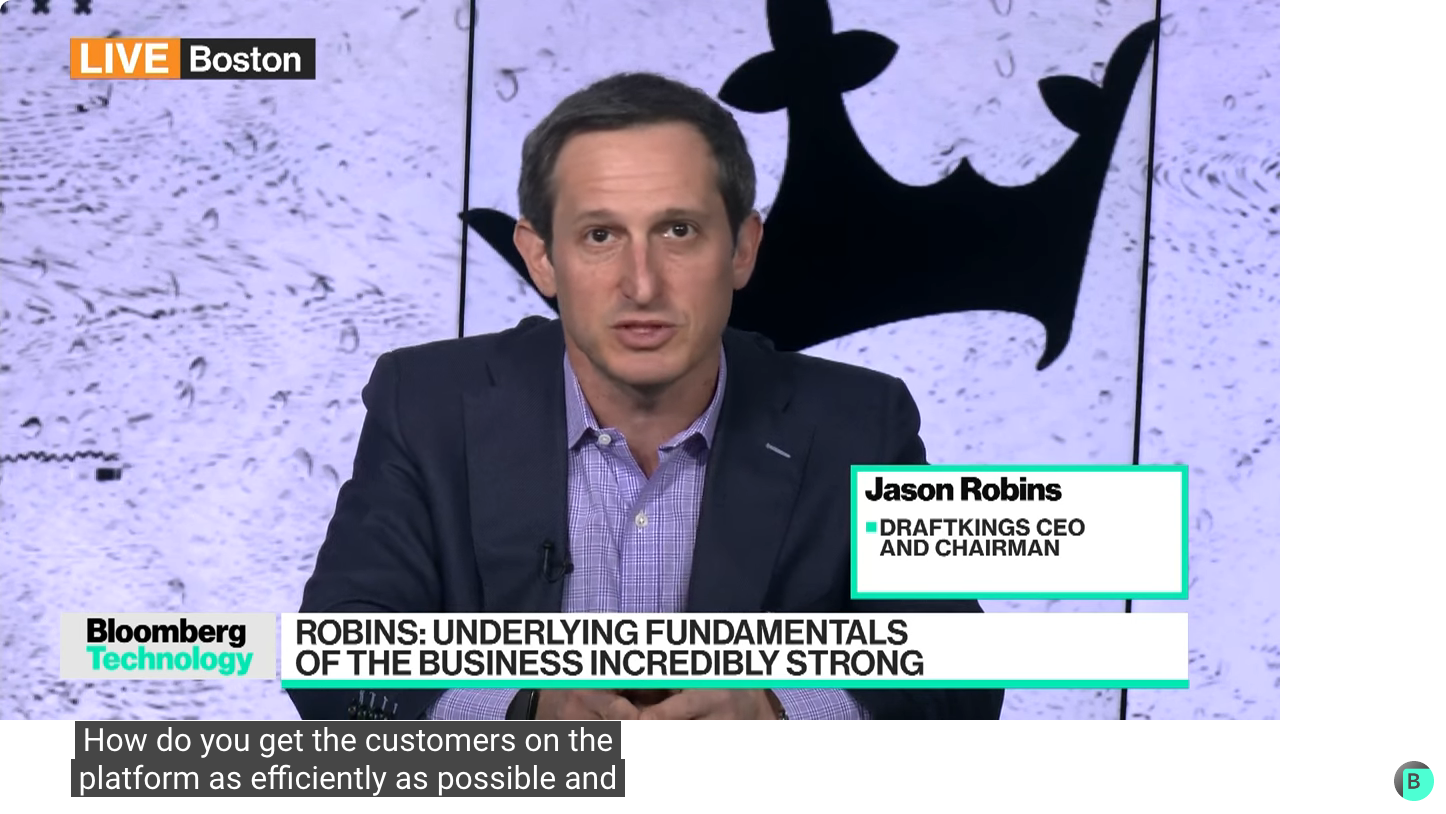 LIVE Boston
Jason Robins
DRAFTKINGS CEO
AND CHAIRMAN
Bloomberg
Technology
ROBINS: UNDERLYING FUNDAMENTALS
OF THE BUSINESS INCREDIBLY STRONG
How do you get the customers on the
platform as efficiently as possible and
B